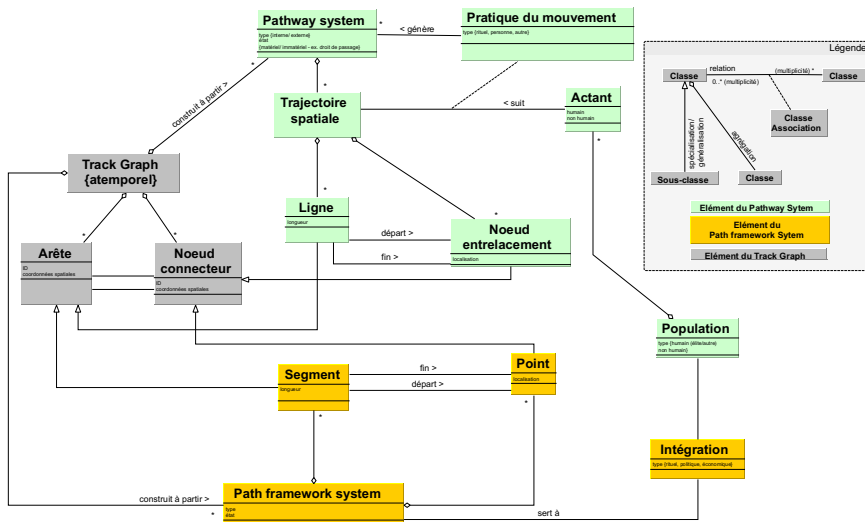 Pathway system
type {interne/ externe}
état
{matériel/ immatériel - ex. droit de passage}
*
< génère
Pratique du mouvement
type {rituel, personne, autre}
Légende
Classe
relation
0..* (multiplicité)
(multiplicité) *
Classe
Classe
Association
spécialisation/
généralisation
agrégation
Sous-classe
Classe
Elément du Pathway Sytem
Elément du
Path framework Sytem
Elément du Track Graph
*
construit à partir >
*
Trajectoire
spatiale
< suit
Actant
humain
non humain
*
Track Graph
{atemporel}
*
*
*
*
Ligne
longueur
départ >
fin >
Noeud
entrelacement
localisation
Arête
ID
coordonnées spatiales
Noeud
connecteur
ID
coordonnées spatiales
Population
type {humain (élite/autre)
non humain}
Segment
longueur
*
fin >
départ >
Point
localisation
*
Intégration
type {rituel, politique, économique}
construit à partir >
*
Path framework system
type
état
sert à